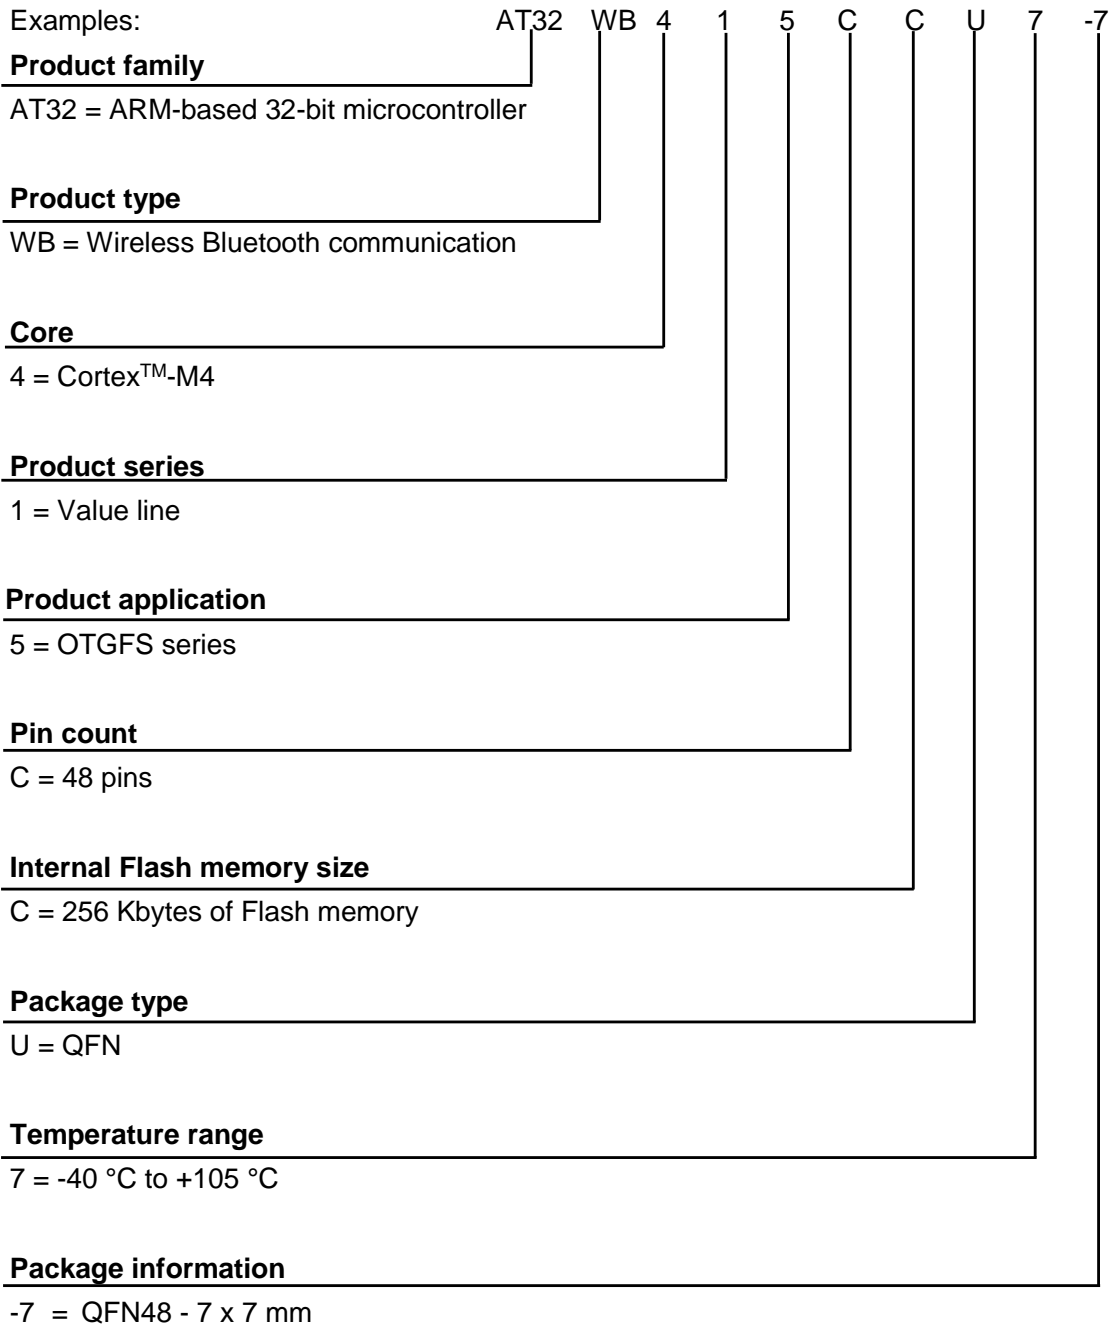 Examples: AT32 WB 4 1 5 C C U 7 -7
Product family
AT32 = ARM-based 32-bit microcontroller
Product type
WB = Wireless Bluetooth communication
Core
4 = Cortex™-M4
Product series
1 = Value line
Product application
5 = OTGFS series
Pin count
C = 48 pins
Internal Flash memory size
C = 256 Kbytes of Flash memory
Package type
U = QFN
Temperature range
7 = -40 °C to +105 °C
Package information
-7 = QFN48 - 7 x 7 mm